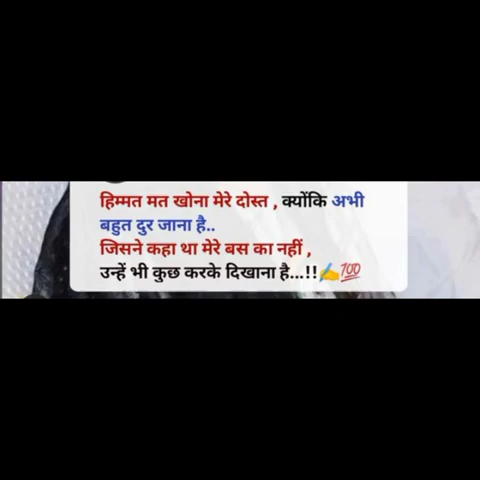 हिम्मत मत खोना मेरे दोस्त , क्योंकि अभी
बहुत दुर जाना है..
जिसने कहा था मेरे बस का नहीं ,
उन्हें भी कुछ करके दिखाना है...!!✍️💯